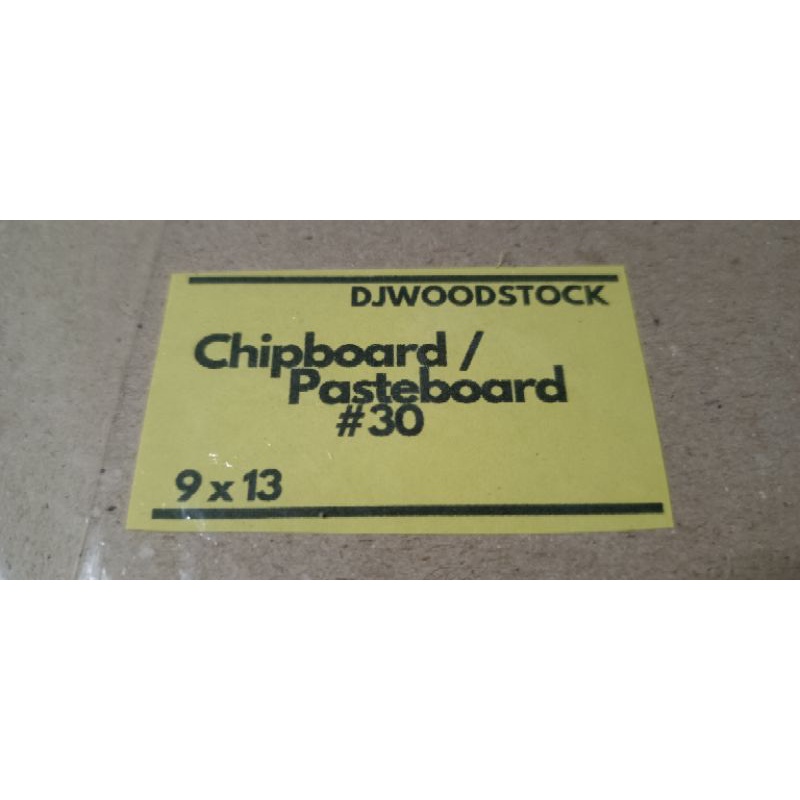 DJWOODSTOCK
Chipboard /
Pasteboard
#30
9 x 13